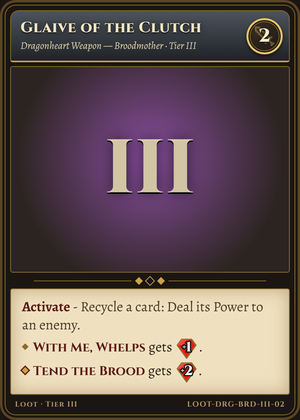 Glaive of the Clutch
Dragonheart Weapon — Broodmother · Tier III
2
III
Activate - Recycle a card: Deal its Power to
an enemy.
With Me, Whelps gets +1 .
Tend the Brood gets +2 .
Loot · Tier III
LOOT-DRG-BRD-III-02